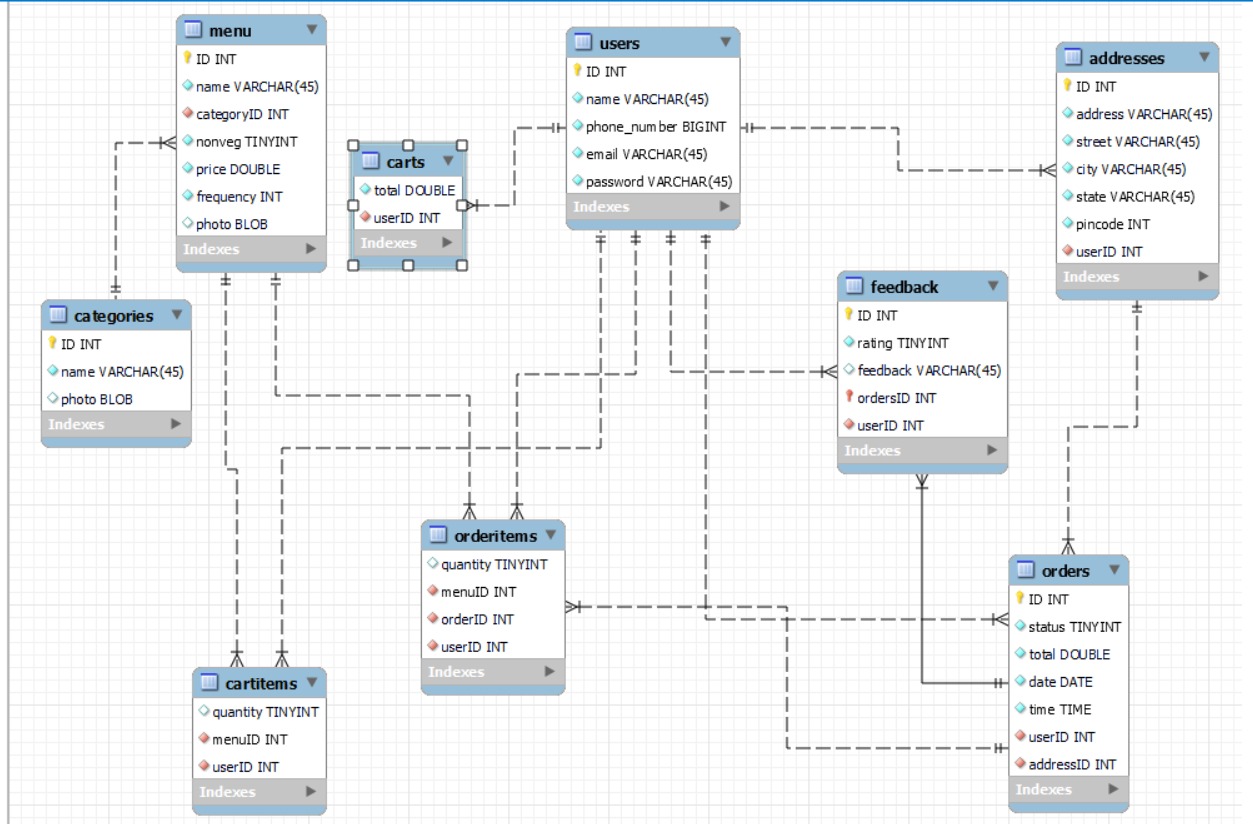 menu
ID INT
name VARCHAR(45)
categoryID INT
nonveg TINYINT
price DOUBLE
frequency INT
photo BLOB
Indexes
users
ID INT
name VARCHAR(45)
phone_number BIGINT
email VARCHAR(45)
password VARCHAR(45)
Indexes
addresses
ID INT
address VARCHAR(45)
street VARCHAR(45)
city VARCHAR(45)
state VARCHAR(45)
pincode INT
userID INT
Indexes
carts
total DOUBLE
userID INT
Indexes
categories
ID INT
name VARCHAR(45)
photo BLOB
Indexes
feedback
ID INT
rating TINYINT
feedback VARCHAR(45)
ordersID INT
userID INT
Indexes
orderitems
quantity TINYINT
menuID INT
orderID INT
userID INT
Indexes
orders
ID INT
status TINYINT
total DOUBLE
date DATE
time TIME
userID INT
addressID INT
Indexes
cartitems
quantity TINYINT
menuID INT
userID INT
Indexes